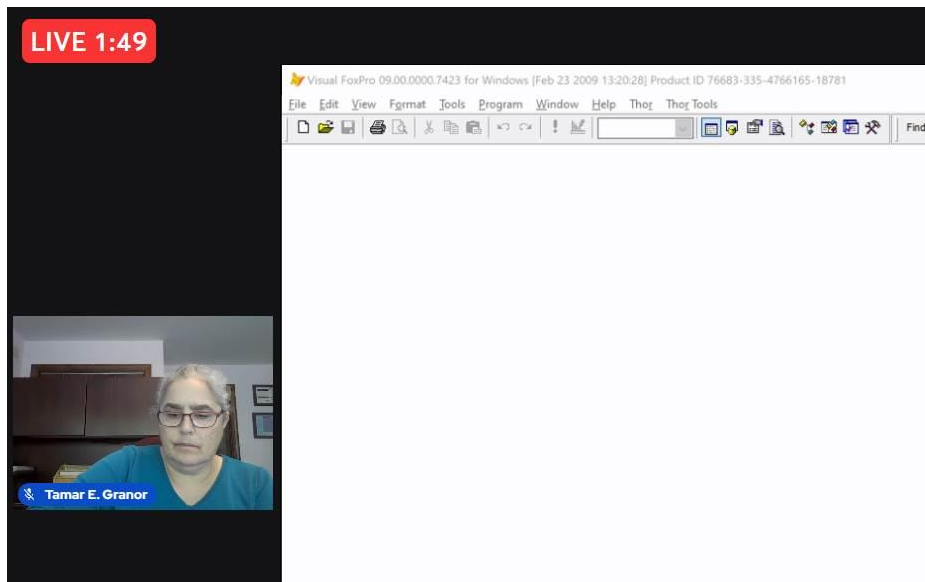 LIVE 1:49
Visual FoxPro 09.00.0000.7423 for Windows [Feb 23 2009 13:20:28] Product ID 76683-335-4766165-18781
File Edit View Format Tools Program Window Help Thor Thor Tools
Find
Tamar E. Granor